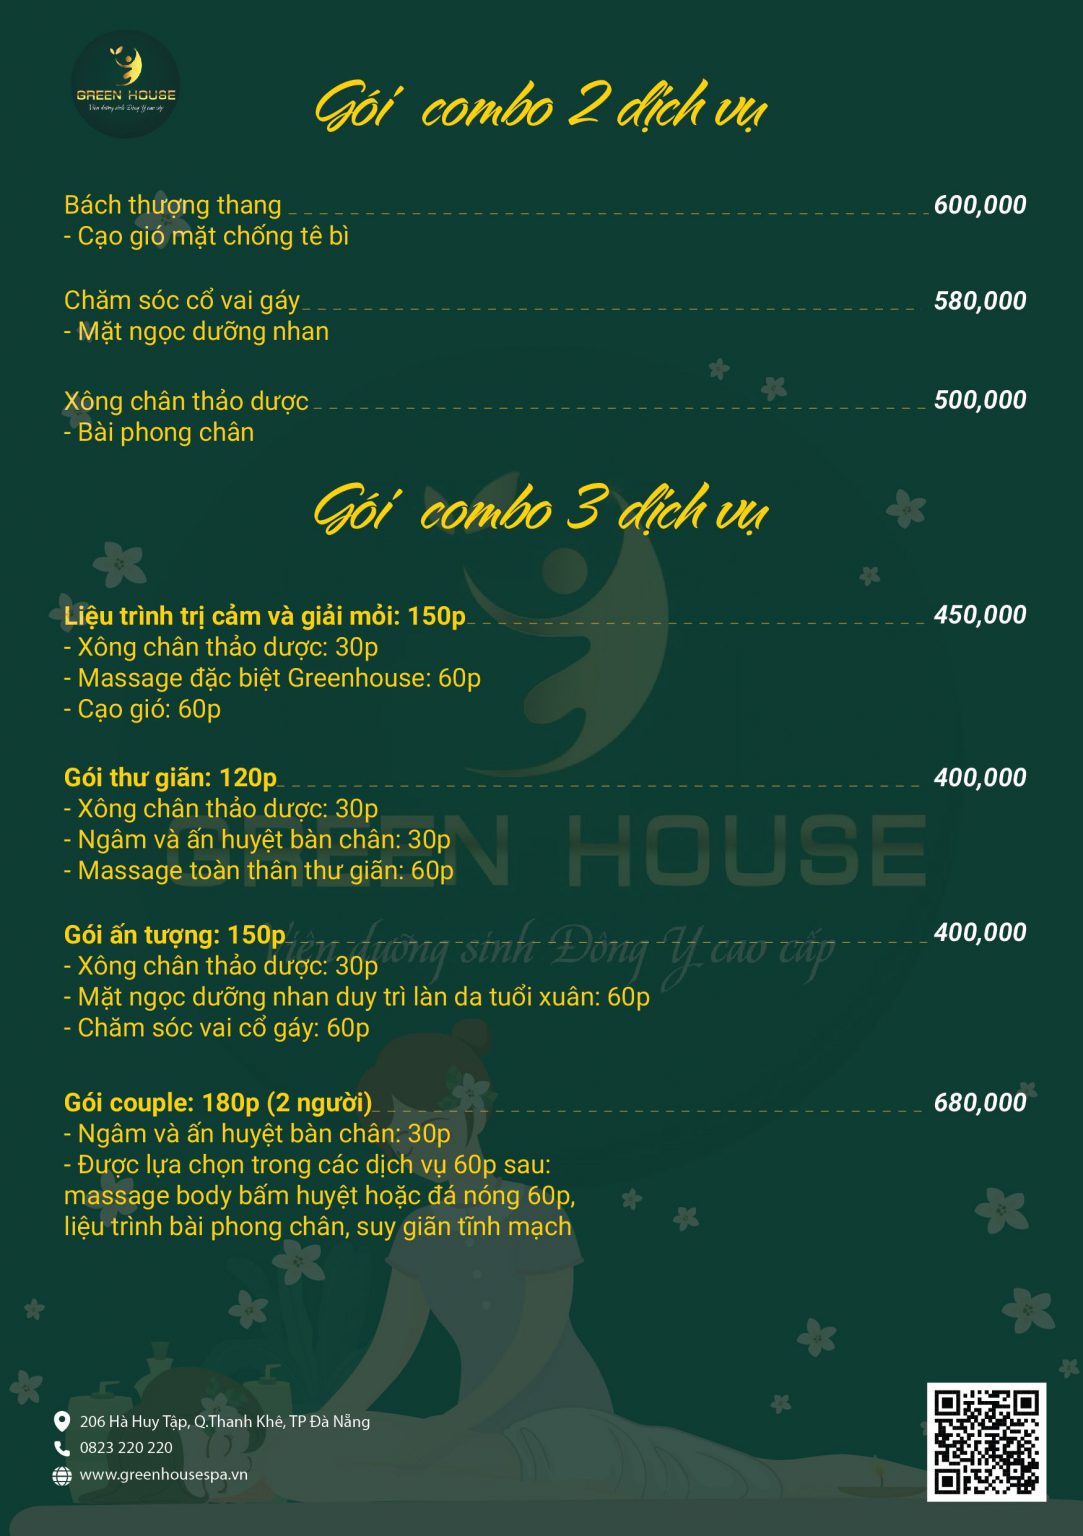 GREEN HOUSE
Viện dưỡng sinh Đông Y cao cấp
Gói combo 2 dịch vụ
Bách thượng thang 600,000
- Cạo gió mặt chống tê bì
Chăm sóc cổ vai gáy 580,000
- Mặt ngọc dưỡng nhan
Xông chân thảo dược 500,000
- Bài phong chân
Gói combo 3 dịch vụ
Liệu trình trị cảm và giải mỏi: 150p 450,000
- Xông chân thảo dược: 30p
- Massage đặc biệt Greenhouse: 60p
- Cạo gió: 60p
Gói thư giãn: 120p 400,000
- Xông chân thảo dược: 30p
- Ngâm và ấn huyệt bàn chân: 30p
- Massage toàn thân thư giãn: 60p
GREEN HOUSE
Gói ấn tượng: 150p 400,000
Viện dưỡng sinh Đông Y cao cấp
- Xông chân thảo dược: 30p
- Mặt ngọc dưỡng nhan duy trì làn da tuổi xuân: 60p
- Chăm sóc vai cổ gáy: 60p
Gói couple: 180p (2 người) 680,000
- Ngâm và ấn huyệt bàn chân: 30p
- Được lựa chọn trong các dịch vụ 60p sau:
massage body bấm huyệt hoặc đá nóng 60p,
liệu trình bài phong chân, suy giãn tĩnh mạch
206 Hà Huy Tập, Q.Thanh Khê, TP Đà Nẵng
0823 220 220
www.greenhousespa.vn